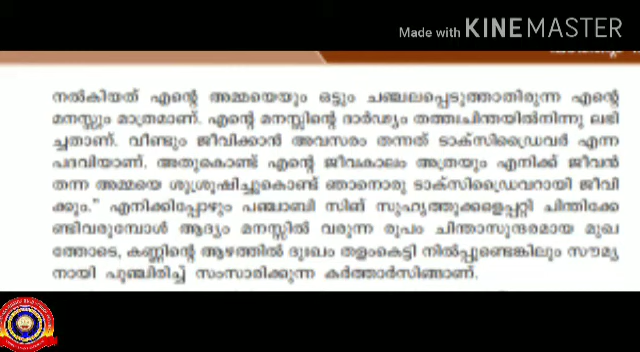 Made with KINEMASTER
നൽകിയത് എന്റെ അമ്മയെയും ഒട്ടും ചഞ്ചലപ്പെടുത്താതിരുന്ന എന്റെ
മനസ്സും മാത്രമാണ്. എന്റെ മനസ്സിന്റെ ദാർഢ്യം തത്ത്വചിന്തയിൽനിന്നു ലഭി
ച്ചതാണ്. വീണ്ടും ജീവിക്കാൻ അവസരം തന്നത് ടാക്സിഡ്രൈവർ എന്ന
പദവിയാണ്. അതുകൊണ്ട് എന്റെ ജീവകാലം അത്രയും എനിക്ക് ജീവൻ
തന്ന അമ്മയെ ശുശ്രൂഷിച്ചുകൊണ്ട് ഞാനൊരു ടാക്സിഡ്രൈവറായി ജീവി
ക്കും." എനിക്കിപ്പോഴും പഞ്ചാബി സിങ് സുഹൃത്തുക്കളെപ്പറ്റി ചിന്തിക്കേ
ണ്ടിവരുമ്പോൾ ആദ്യം മനസിൽ വരുന്ന രൂപം ചിന്താസുന്ദരമായ മുഖ
ത്തോടെ, കണ്ണിന്റെ ആഴത്തിൽ ദുഃഖം തളംകെട്ടി നിൽപ്പുണ്ടെങ്കിലും സൗമ്യ
നായി പുഞ്ചിരിച്ച് സംസാരിക്കുന്ന കർത്താർസിങ്ങാണ്.